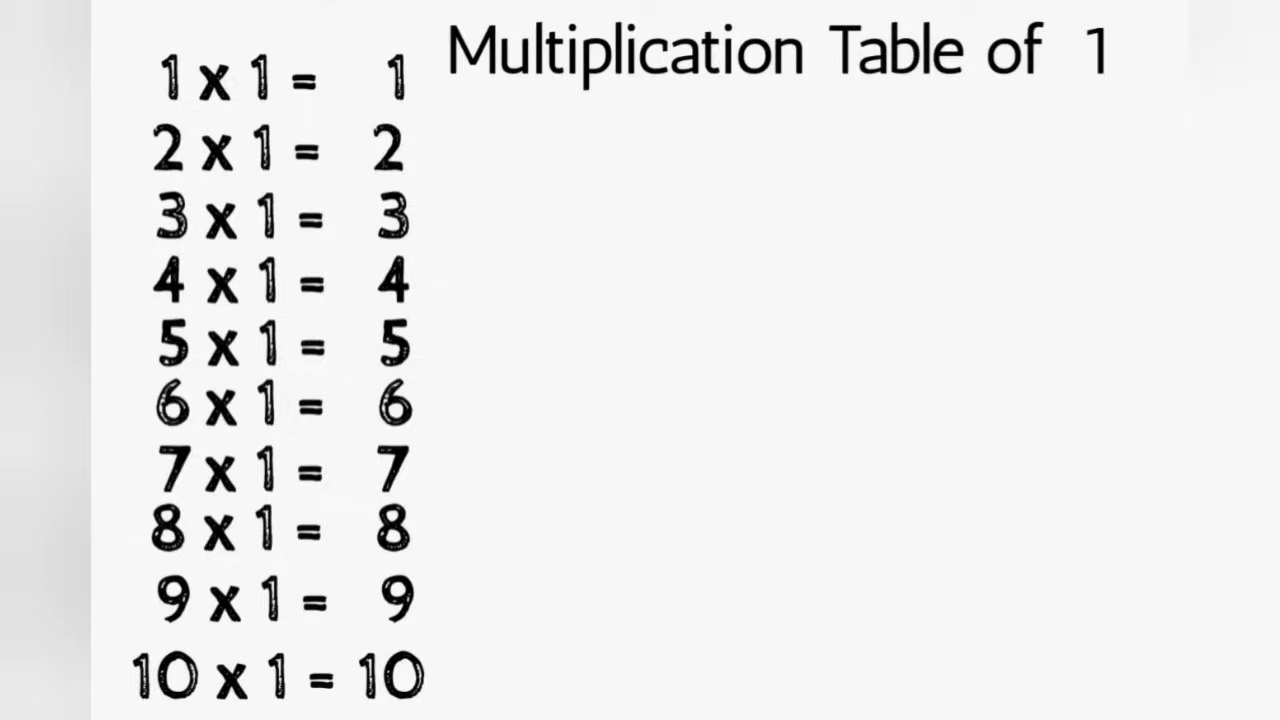 Multiplication Table of 1
1 x 1 = 1
2 x 1 = 2
3 x 1 = 3
4 x 1 = 4
5 x 1 = 5
6 x 1 = 6
7 x 1 = 7
8 x 1 = 8
9 x 1 = 9
10 x 1 = 10